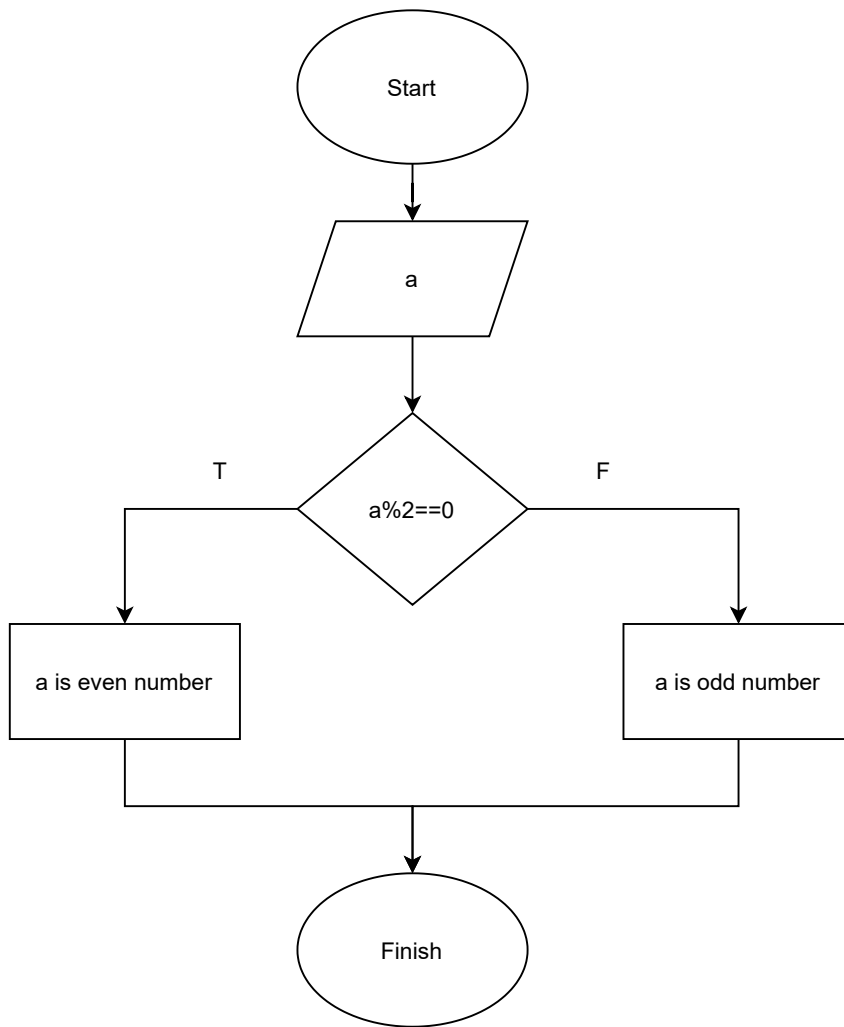 Start
a
T
F
a%2==0
a is even number
a is odd number
Finish